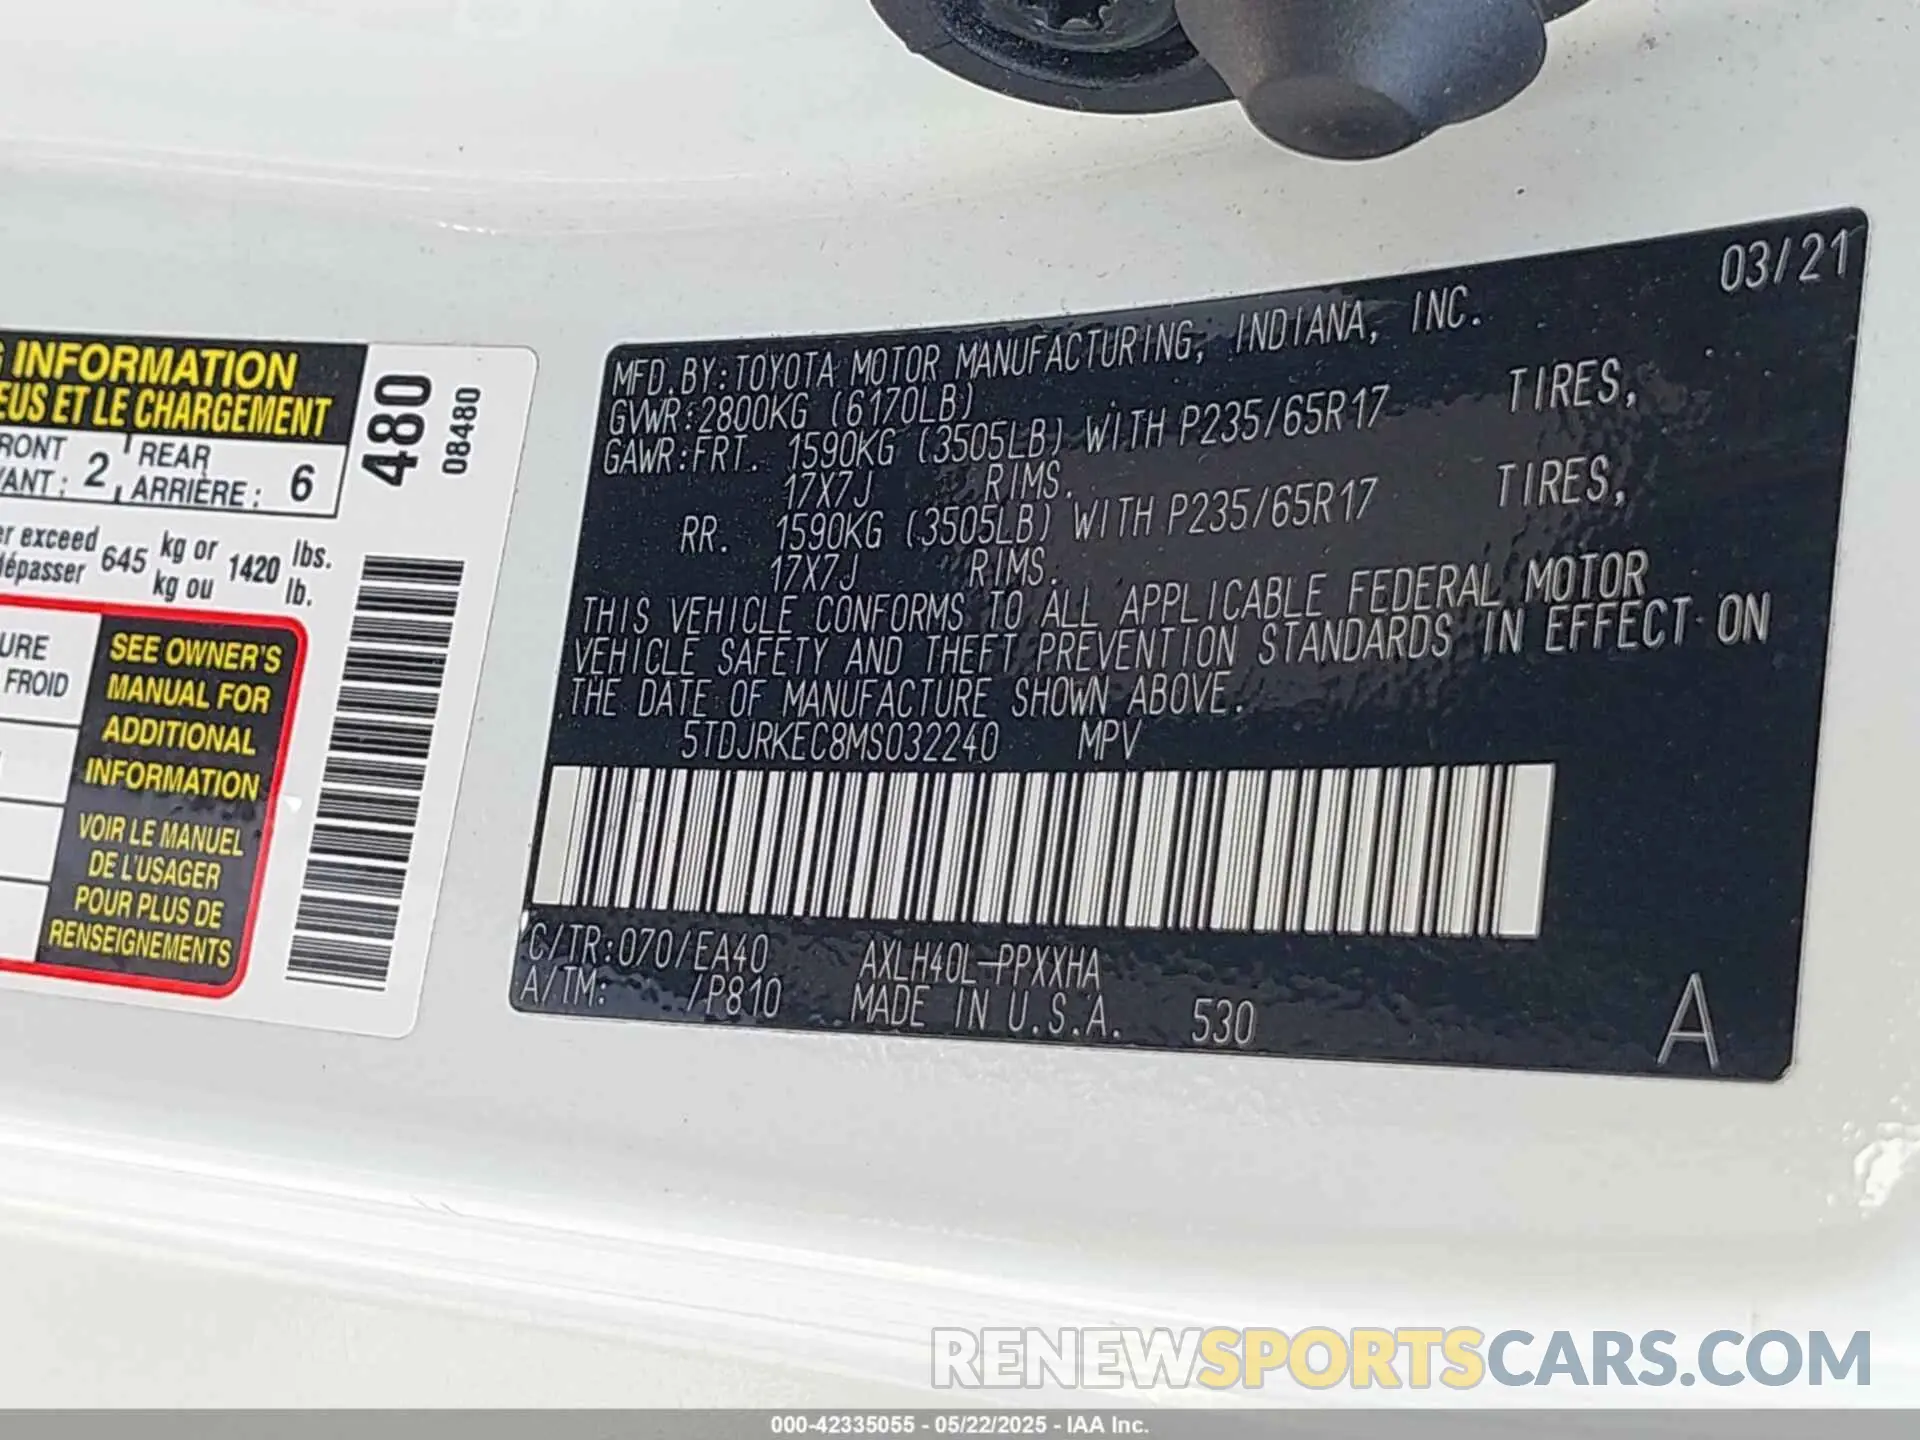 G INFORMATION
EUS ET LE CHARGEMENT
RONT
VANT : 2
REAR
ARRIÈRE : 6
er exceed
dépasser 645 kg or
kg ou 1420 lbs.
lb.
URE
FROID
SEE OWNER'S
MANUAL FOR
ADDITIONAL
INFORMATION
VOIR LE MANUEL
DE L'USAGER
POUR PLUS DE
RENSEIGNEMENTS
480
08480
03/21
MFD.BY:TOYOTA MOTOR MANUFACTURING, INDIANA, INC.
GVWR:2800KG (6170LB)
GAWR:FRT. 1590KG (3505LB) WITH P235/65R17 TIRES,
17X7J RIMS.
RR. 1590KG (3505LB) WITH P235/65R17 TIRES,
17X7J RIMS.
THIS VEHICLE CONFORMS TO ALL APPLICABLE FEDERAL MOTOR
VEHICLE SAFETY AND THEFT PREVENTION STANDARDS IN EFFECT ON
THE DATE OF MANUFACTURE SHOWN ABOVE.
5TDJRKEC8MS032240 MPV
C/TR:070/EA40 AXLH40L-PPXXHA
A/TM: /P810 MADE IN U.S.A. 530
A
RENEWSPORTSCARS.COM
000-42335055 - 05/22/2025 - IAA Inc.